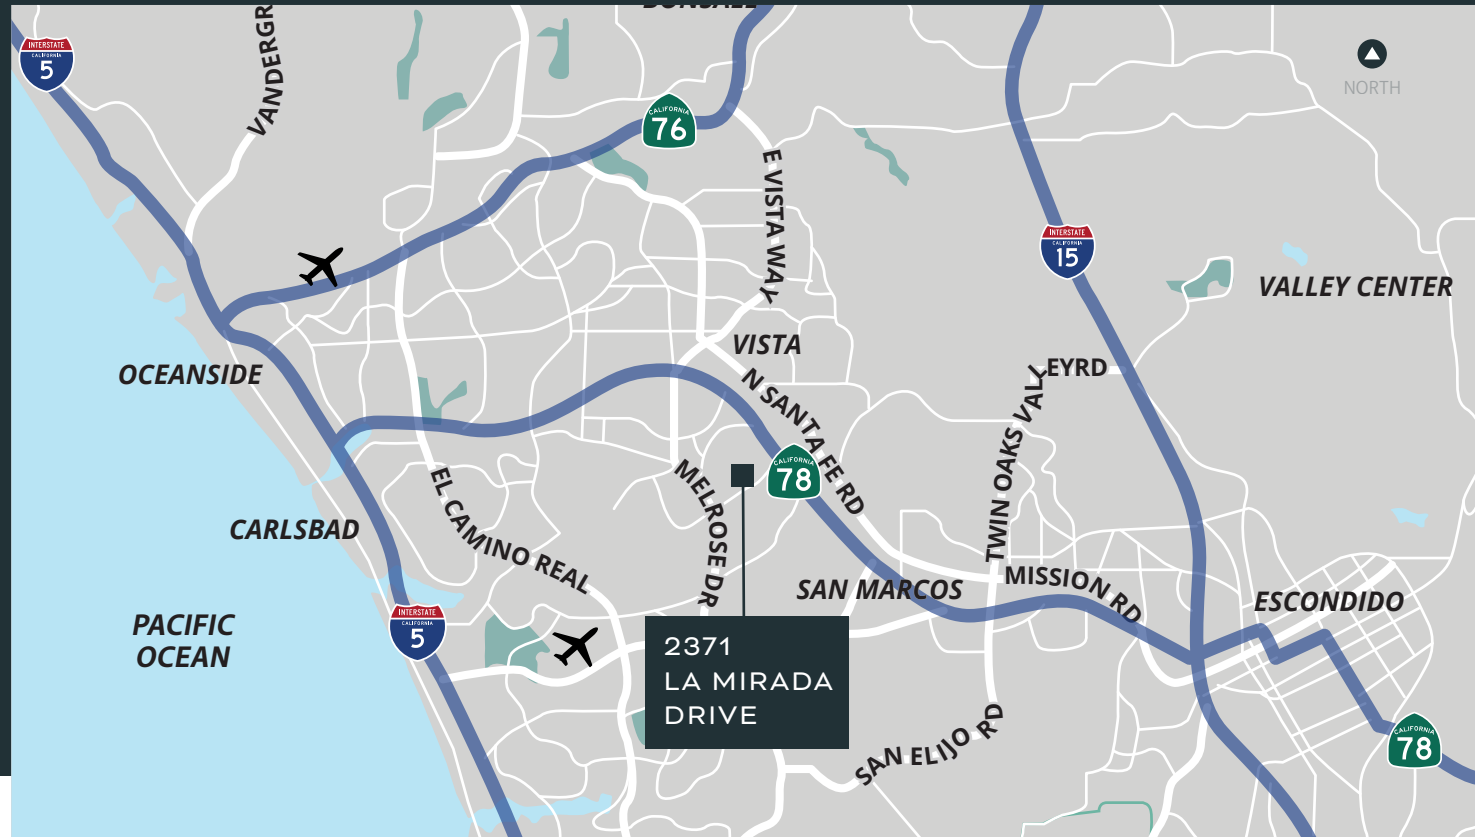 BONSALL
INTERSTATE
CALIFORNIA
5
VANDERGR
NORTH
CALIFORNIA
76
E VISTA WAY
INTERSTATE
CALIFORNIA
15
VALLEY CENTER
VISTA
OCEANSIDE
TWIN OAKS VALLEYRD
N SANTA FE RD
CALIFORNIA
78
MELROSE DR
EL CAMINO REAL
CARLSBAD
MISSION RD
SAN MARCOS
ESCONDIDO
INTERSTATE
CALIFORNIA
5
PACIFIC
OCEAN
2371
LA MIRADA
DRIVE
SAN ELIJO RD
CALIFORNIA
78